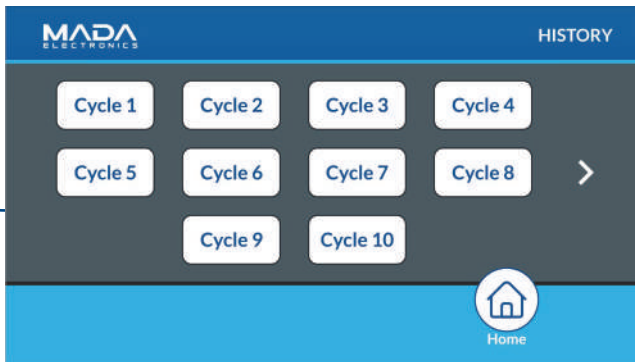 MADA
ELECTRONICS
HISTORY
Cycle 1
Cycle 2
Cycle 3
Cycle 4
Cycle 5
Cycle 6
Cycle 7
Cycle 8
Cycle 9
Cycle 10
Home